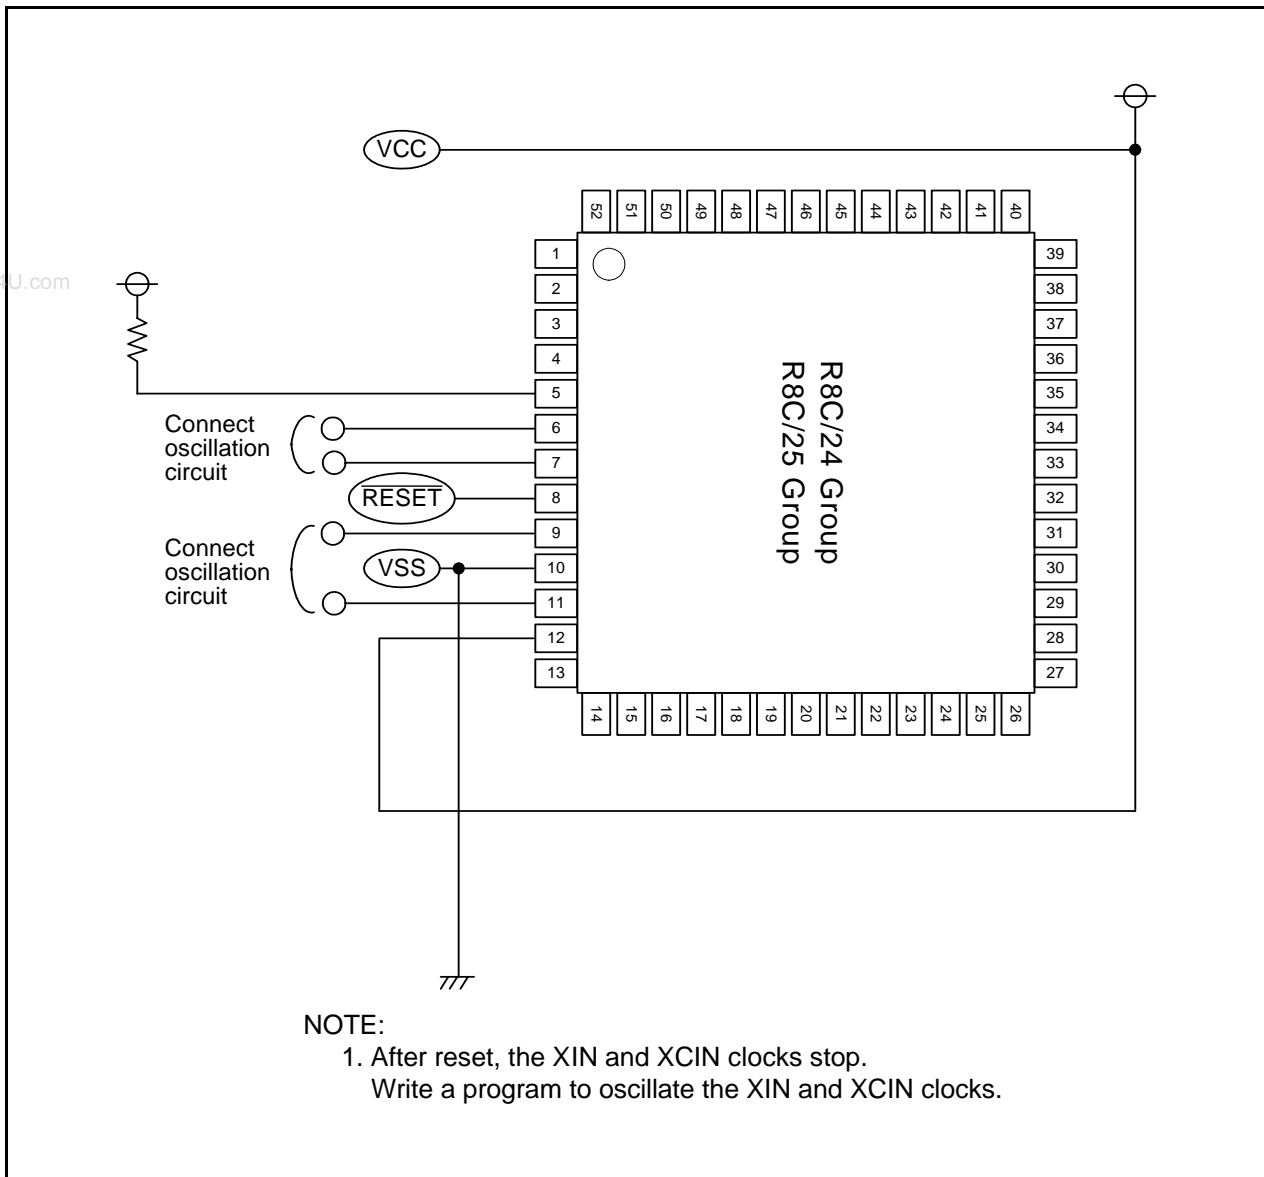 VCC
52 51 50 49 48 47 46 45 44 43 42 41 40
1
2
3
4
5
6
7
8
9
10
11
12
13
39
38
37
36
35
34
33
32
31
30
29
28
27
14 15 16 17 18 19 20 21 22 23 24 25 26
R8C/24 Group
R8C/25 Group
4U.com
Connect
oscillation
circuit
RESET
Connect
oscillation
circuit
VSS
NOTE:
1. After reset, the XIN and XCIN clocks stop.
Write a program to oscillate the XIN and XCIN clocks.